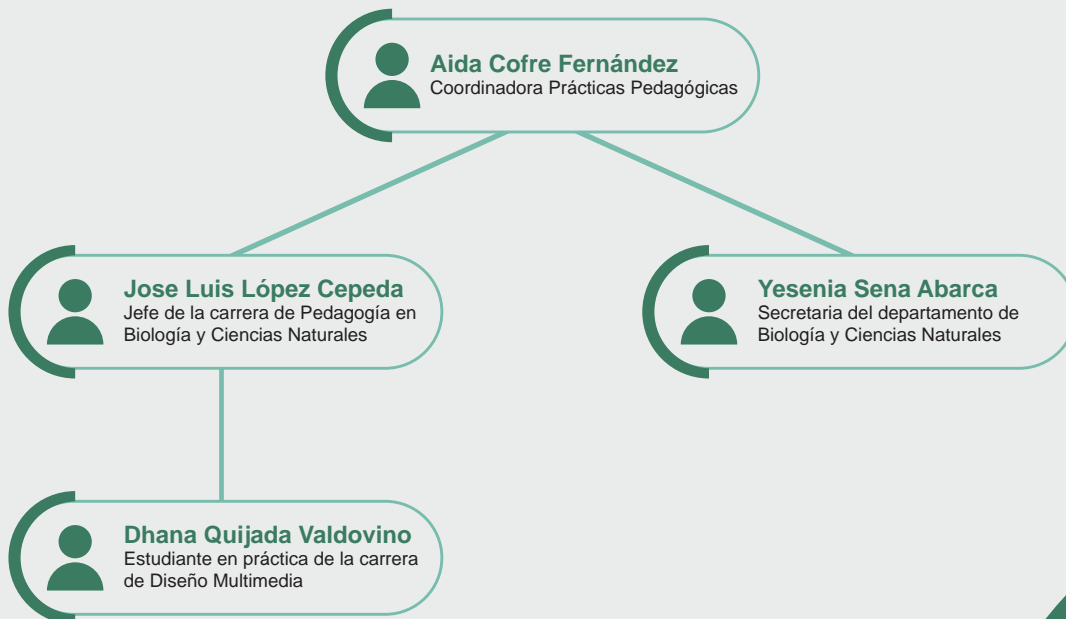 Aida Cofre Fernández
Coordinadora Prácticas Pedagógicas
Jose Luis López Cepeda
Jefe de la carrera de Pedagogía en
Biología y Ciencias Naturales
Yesenia Sena Abarca
Secretaria del departamento de
Biología y Ciencias Naturales
Dhana Quijada Valdovino
Estudiante en práctica de la carrera
de Diseño Multimedia